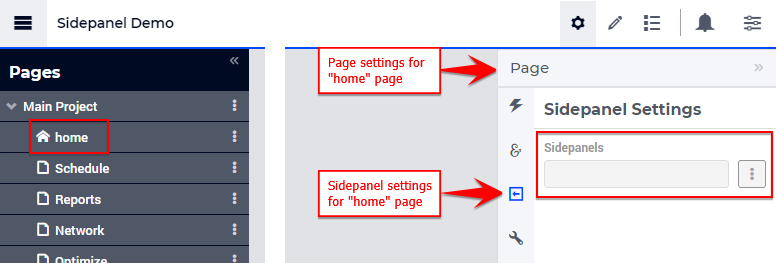 Sidepanel Demo
Pages
Main Project
home
Schedule
Reports
Network
Optimize
Page settings for
"home" page
Sidepanel settings
for "home" page
Page
Sidepanel Settings
Sidepanels